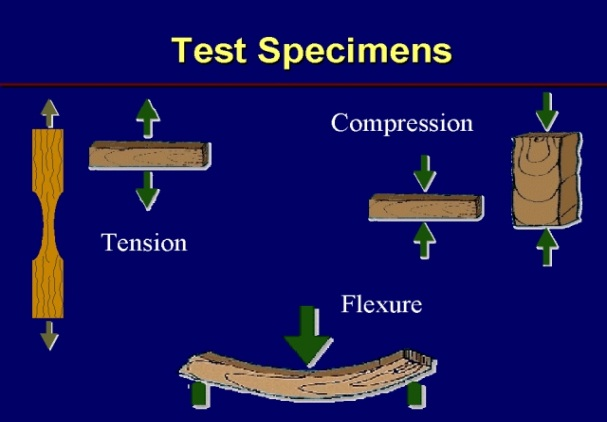 Test Specimens
Compression
Tension
Flexure